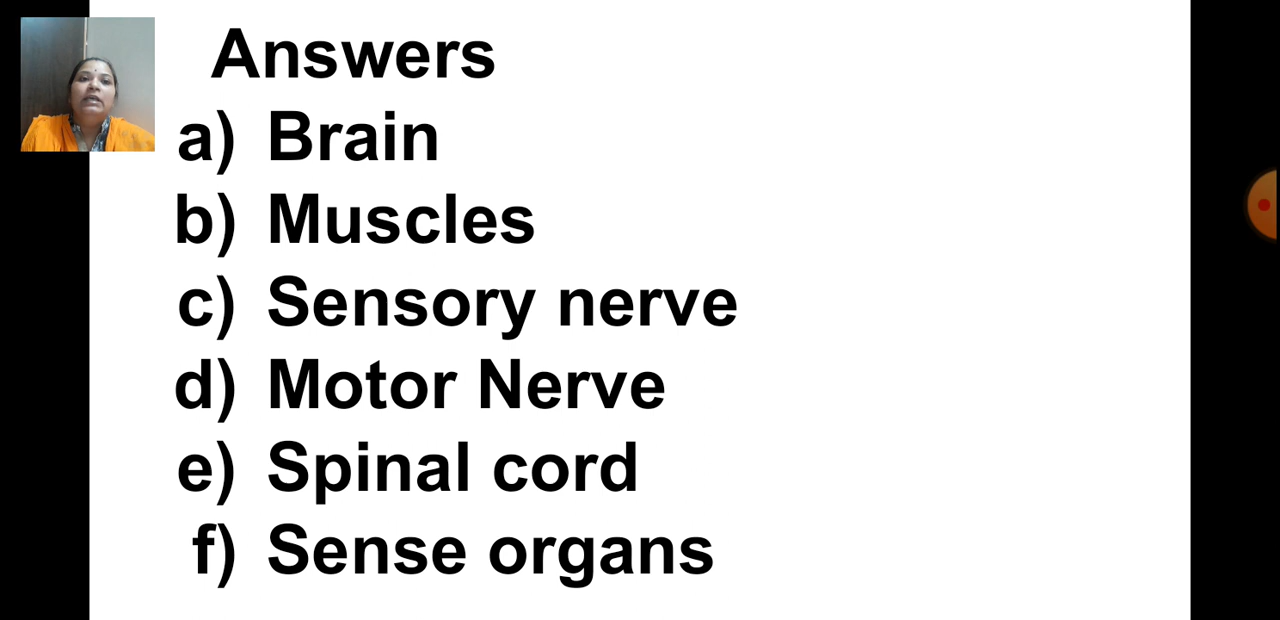 Answers
a) Brain
b) Muscles
c) Sensory nerve
d) Motor Nerve
e) Spinal cord
f) Sense organs